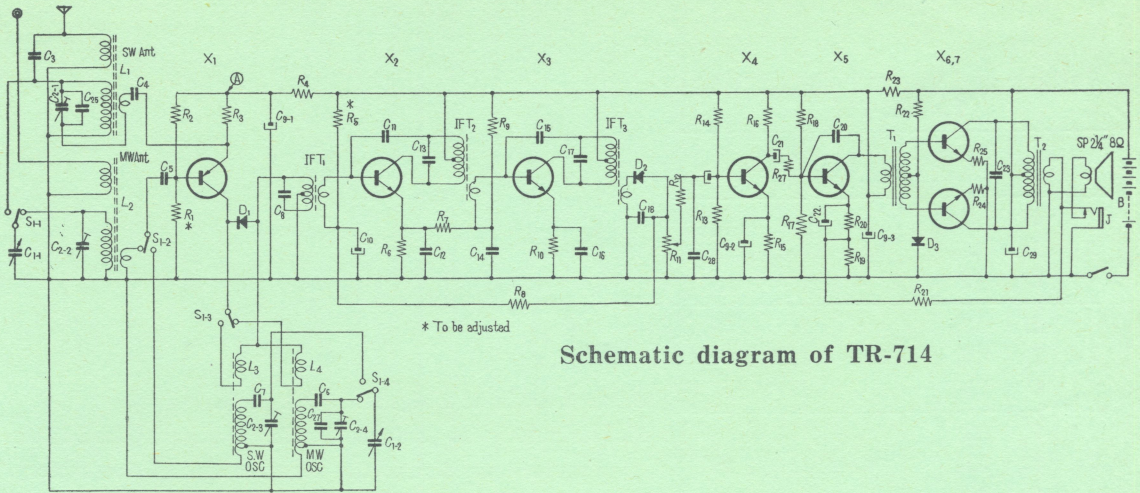 X1
X2
X3
X4
X5
X6,7
C3
SW Ant
L1
C4
C2-1
C25
MW Ant
L2
C5
S1-1
C1-1
C2-2
S1-2
R2
A
R3
R1
*
D1
C9-1
R4
IFT1
C8
C10
*
R5
C11
C13
IFT2
R7
R6
C12
C14
R9
C15
C17
IFT3
R10
C16
D2
C18
R12
R11
C28
R14
R13
R16
C21
R27
C9-2
R15
R18
R17
C20
C22
R20
R19
C9-3
T1
R23
R22
D3
R25
R24
C23
T2
C29
SP 2¼" 8Ω
B
J
R8
R21
* To be adjusted
Schematic diagram of TR-714
S1-3
L3
L4
S1-4
C7
C6
C2-3
C27
C2-4
C1-2
S.W
OSC
MW
OSC